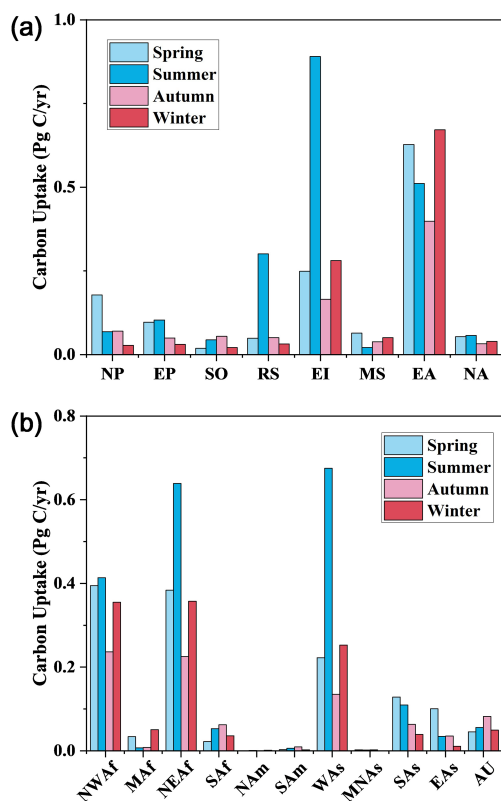 (a)
1.0
0.5
0.0
Carbon Uptake (Pg C/yr)
Spring
Summer
Autumn
Winter
NP EP SO RS EI MS EA NA
(b)
0.8
0.6
0.4
0.2
0.0
Carbon Uptake (Pg C/yr)
Spring
Summer
Autumn
Winter
NWAf MAf NEAf SAf NAm SAm WAs MNAs SAs EAs AU